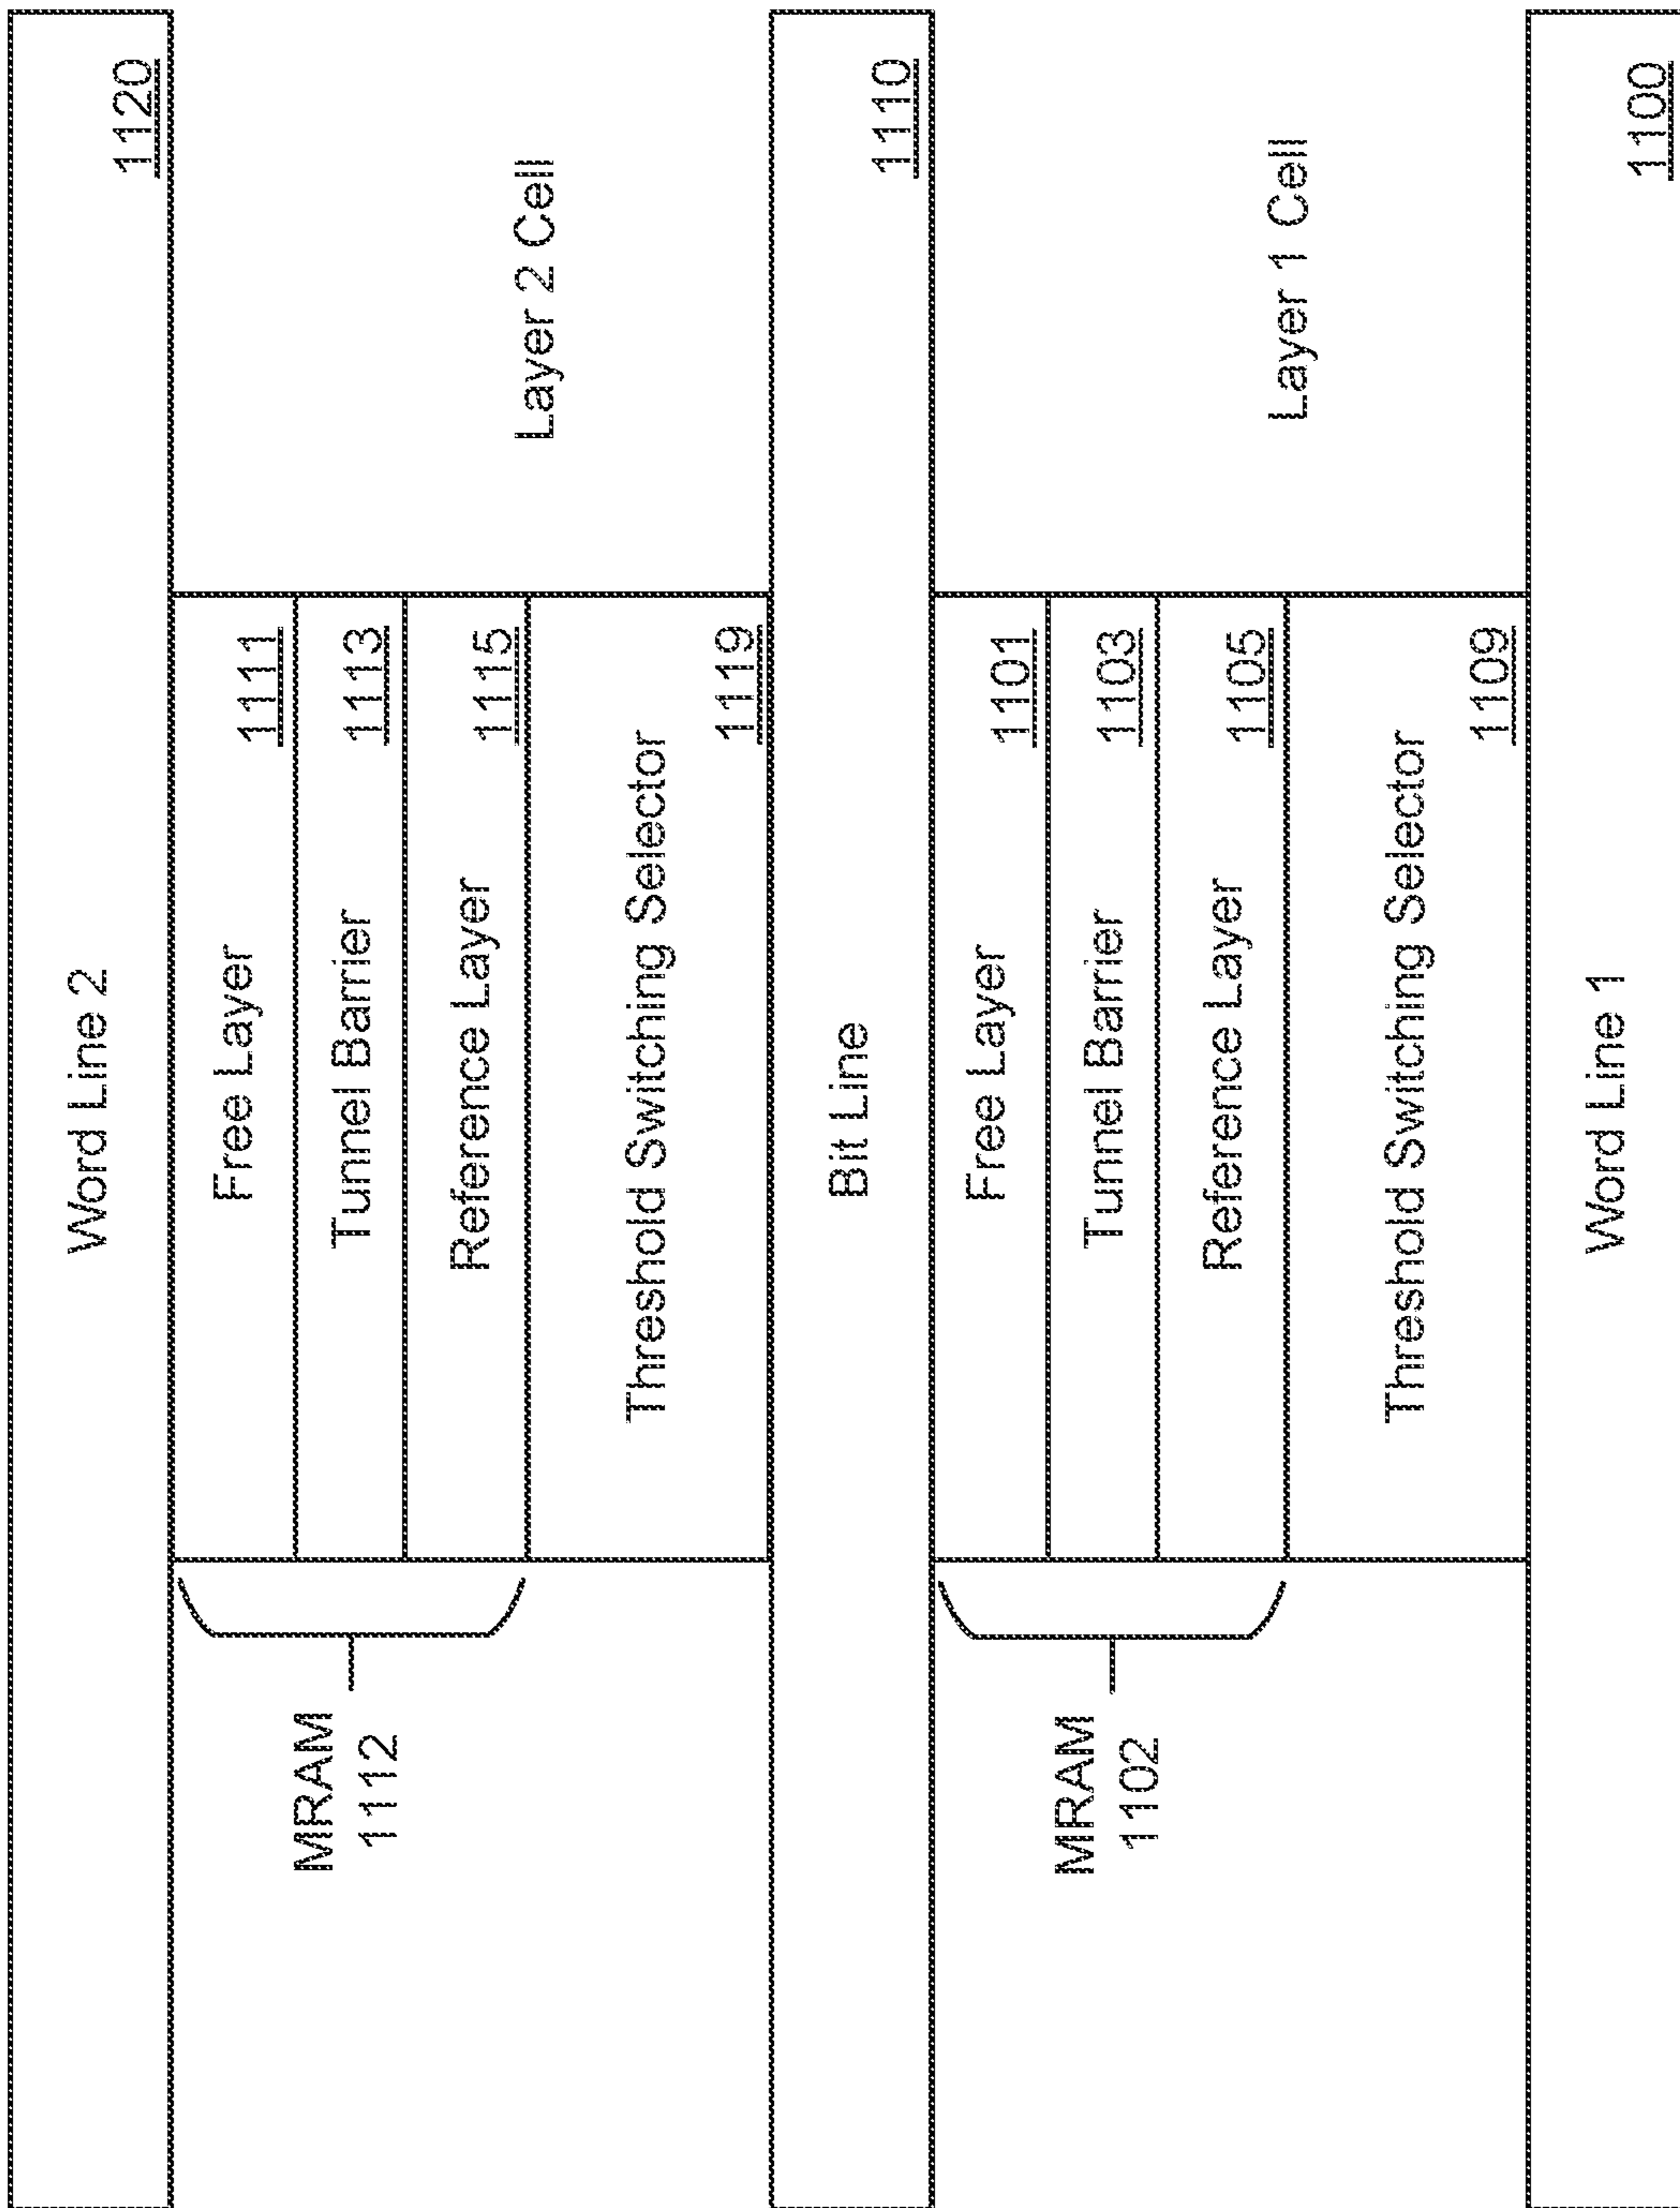 Word Line 2
1120
Free Layer
1111
Tunnel Barrier
1113
Reference Layer
1115
Threshold Switching Selector
1119
MRAM
1112
Layer 2 Cell
Bit Line
1110
Free Layer
1101
Tunnel Barrier
1103
Reference Layer
1105
Threshold Switching Selector
1109
MRAM
1102
Layer 1 Cell
Word Line 1
1100